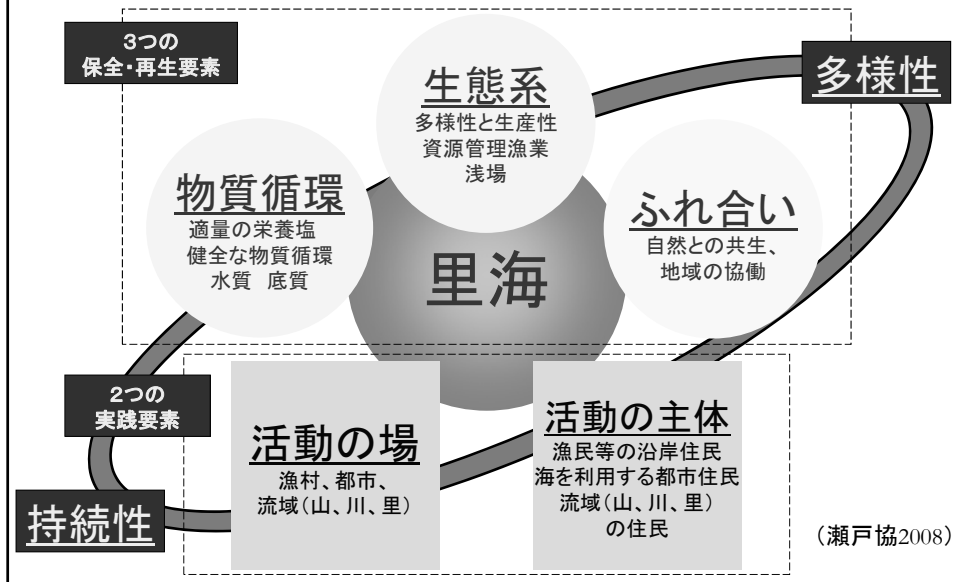 3つの
保全・再生要素
多様性
生態系
多様性と生産性
資源管理漁業
浅場
物質循環
適量の栄養塩
健全な物質循環
水質 底質
ふれ合い
自然との共生、
地域の協働
里海
2つの
実践要素
活動の場
漁村、都市、
流域(山、川、里)
活動の主体
漁民等の沿岸住民
海を利用する都市住民
流域(山、川、里)
の住民
持続性
(瀬戸協2008)